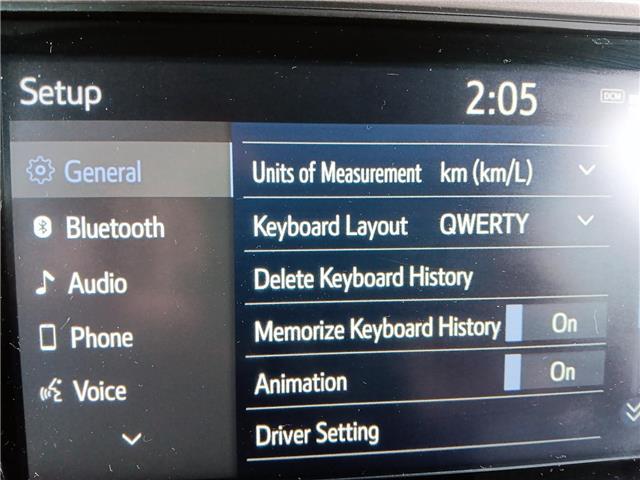 Setup
2:05
DCM
General
Bluetooth
Audio
Phone
Voice
Units of Measurement km (km/L)
Keyboard Layout QWERTY
Delete Keyboard History
Memorize Keyboard History On
Animation On
Driver Setting